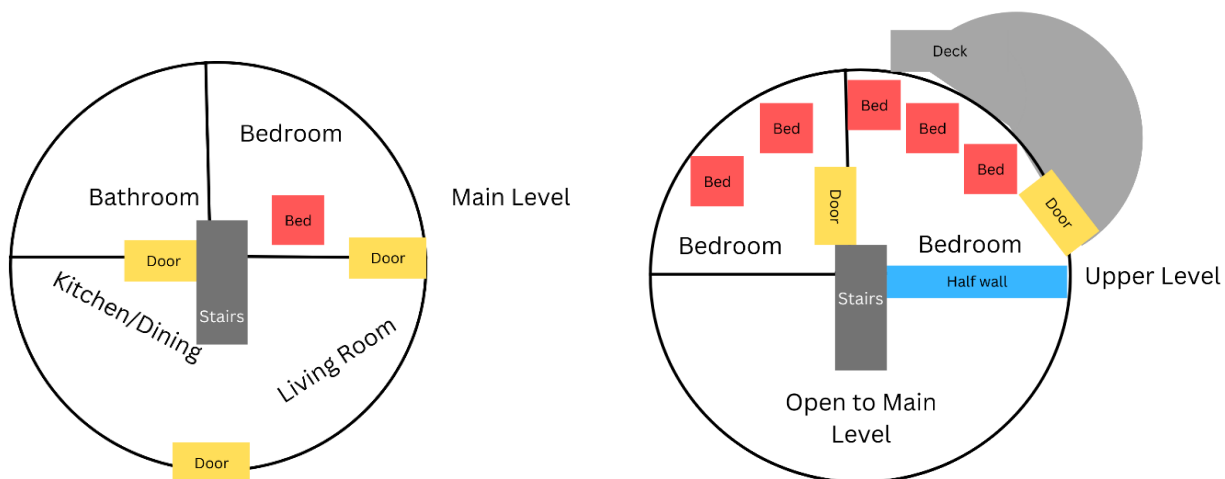 Bedroom
Bathroom
Bed
Main Level
Door
Door
Kitchen/Dining
Stairs
Living Room
Door
Deck
Bed
Bed
Bed
Bed
Bed
Door
Door
Bedroom
Bedroom
Half wall
Upper Level
Stairs
Open to Main
Level